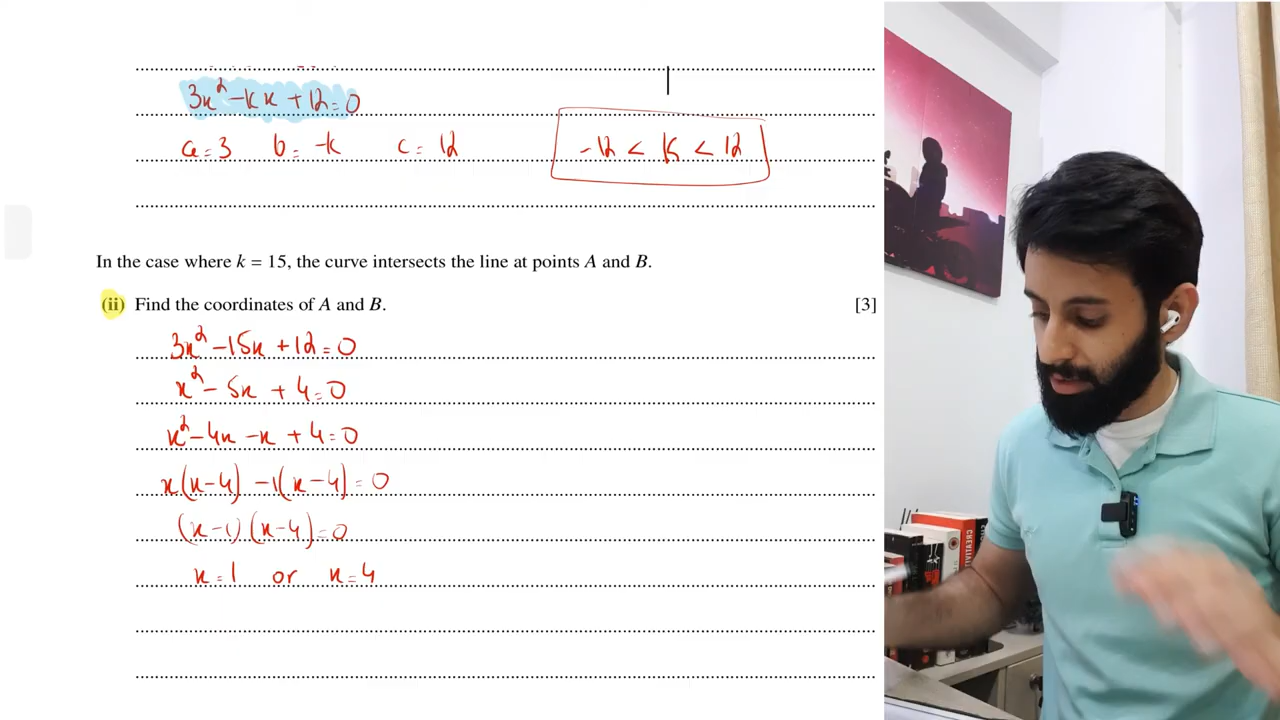 3x² - kx + 12 = 0
a = 3 b = -k c = 12
-12 < k < 12
In the case where k = 15, the curve intersects the line at points A and B.
(ii) Find the coordinates of A and B. [3]
3x² - 15x + 12 = 0
x² - 5x + 4 = 0
x² - 4x - x + 4 = 0
x(x - 4) - 1(x - 4) = 0
(x - 1)(x - 4) = 0
x = 1 or x = 4